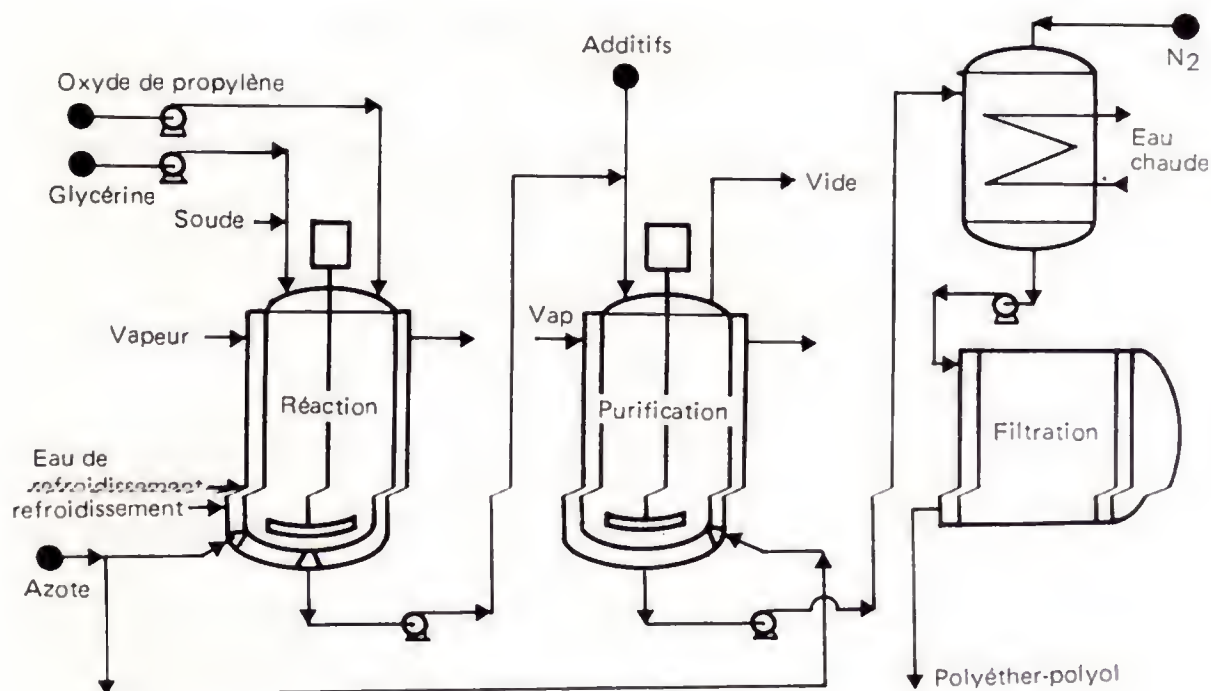 Additifs
N2
Oxyde de propylène
Eau
chaude
Glycérine
Vide
Soude
Vapeur
Vap
Réaction
Purification
Filtration
Eau de
refroidissement
refroidissement
Azote
Polyéther-polyol